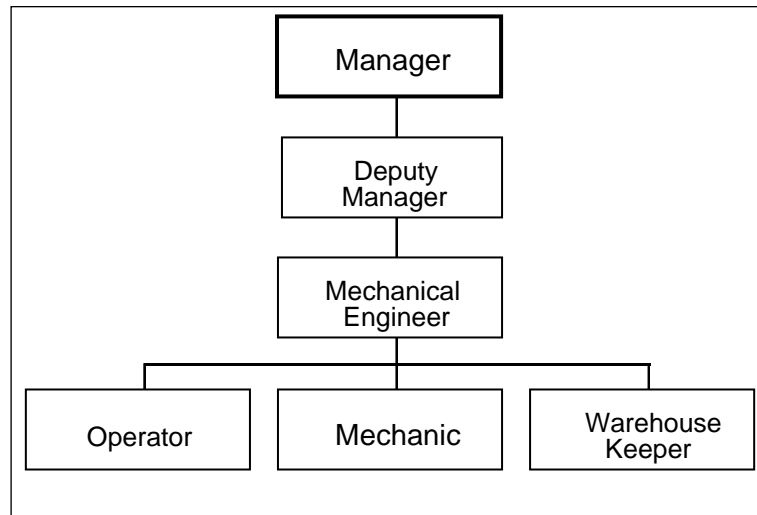 Manager
Deputy
Manager
Mechanical
Engineer
Operator
Mechanic
Warehouse
Keeper